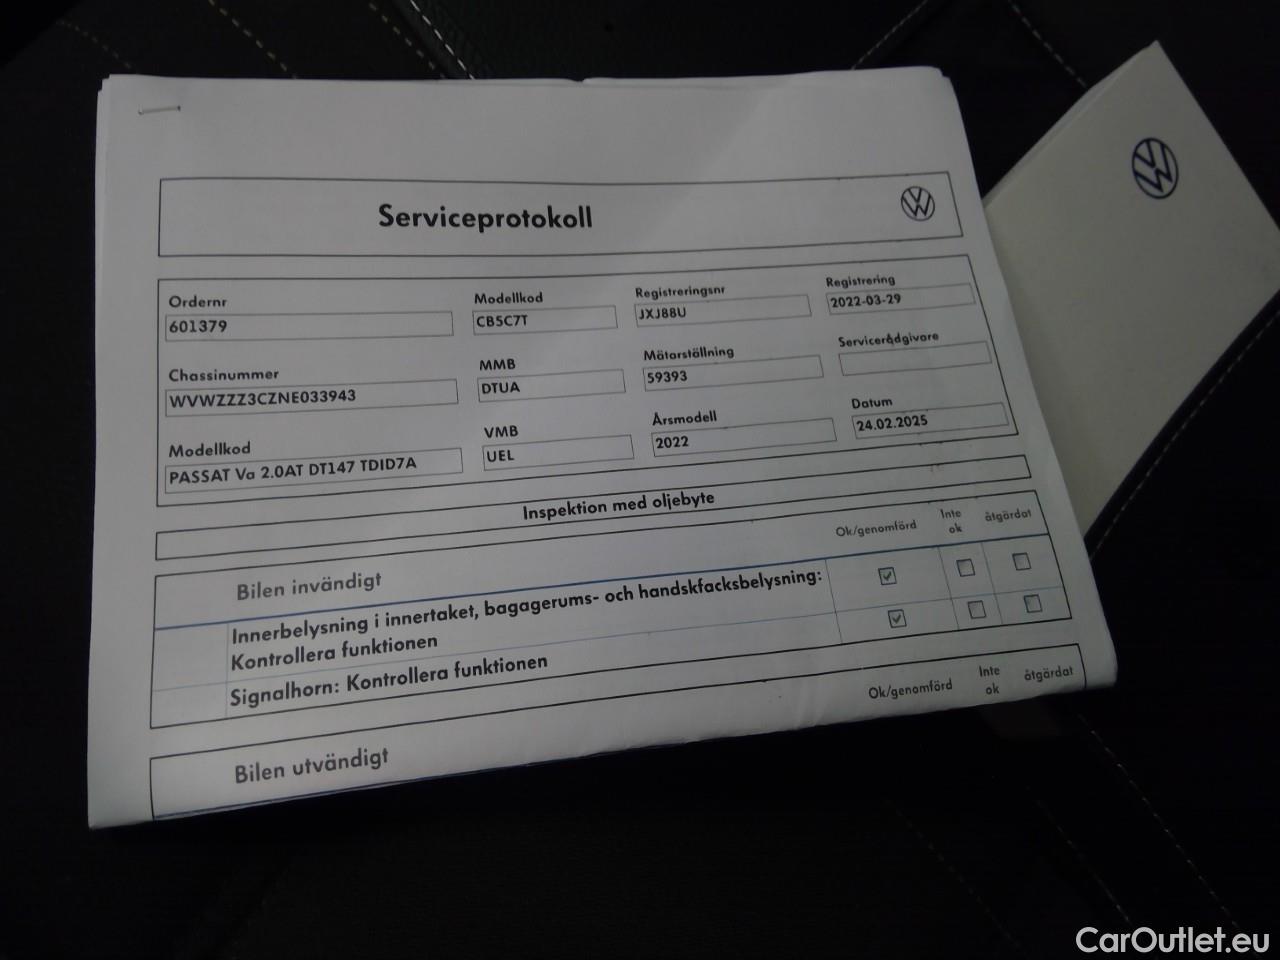 Serviceprotokoll
Ordernr
601379
Modellkod
CB5C7T
Registreringsnr
JXJ88U
Registrering
2022-03-29
Chassinummer
WVWZZZ3CZNE033943
MMB
DTUA
Mätarställning
59393
Servicerådgivare
Modellkod
PASSAT Va 2.0AT DT147 TDID7A
VMB
UEL
Årsmodell
2022
Datum
24.02.2025
Inspektion med oljebyte
Bilen invändigt
Ok/genomförd
Inte
ok
åtgärdat
Innerbelysning i innertaket, bagagerums- och handskfacksbelysning:
Kontrollera funktionen
Signalhorn: Kontrollera funktionen
Bilen utvändigt
Ok/genomförd
Inte
ok
åtgärdat
CarOutlet.eu